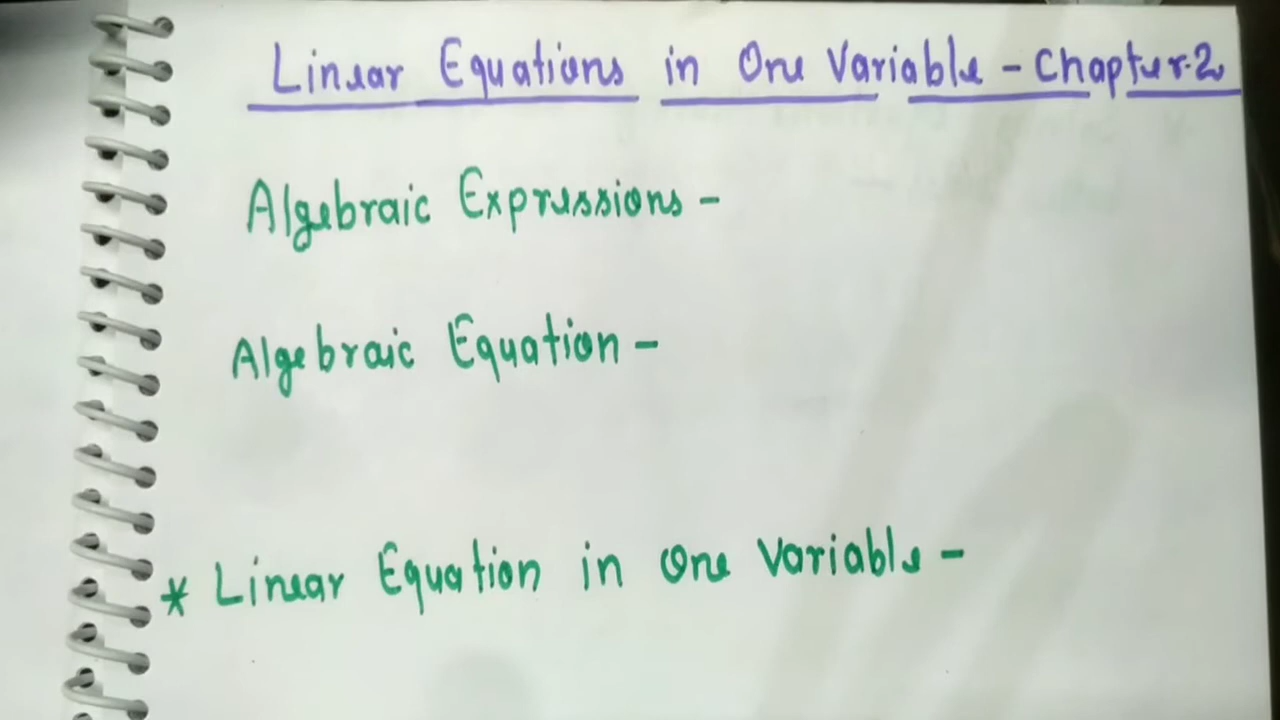 Linear Equations in One Variable - Chapter-2
Algebraic Expressions -
Algebraic Equation -
* Linear Equation in One Variable -